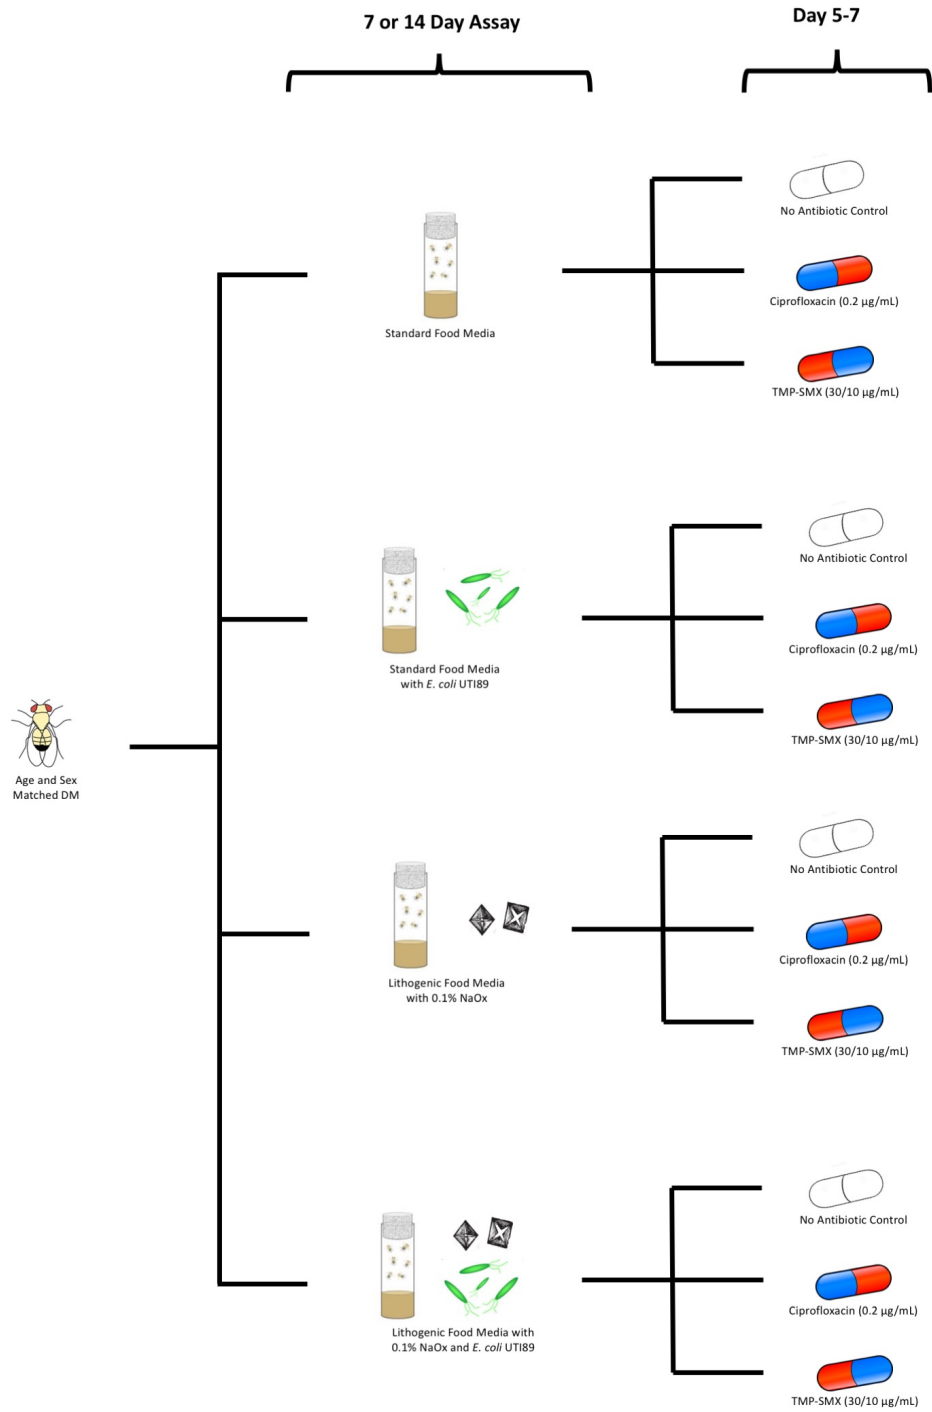 7 or 14 Day Assay
Day 5-7
No Antibiotic Control
Ciprofloxacin (0.2 µg/mL)
Standard Food Media
TMP-SMX (30/10 µg/mL)
No Antibiotic Control
Ciprofloxacin (0.2 µg/mL)
Standard Food Media
with E. coli UTI89
TMP-SMX (30/10 µg/mL)
Age and Sex
Matched DM
No Antibiotic Control
Ciprofloxacin (0.2 µg/mL)
Lithogenic Food Media
with 0.1% NaOx
TMP-SMX (30/10 µg/mL)
No Antibiotic Control
Ciprofloxacin (0.2 µg/mL)
Lithogenic Food Media with
0.1% NaOx and E. coli UTI89
TMP-SMX (30/10 µg/mL)